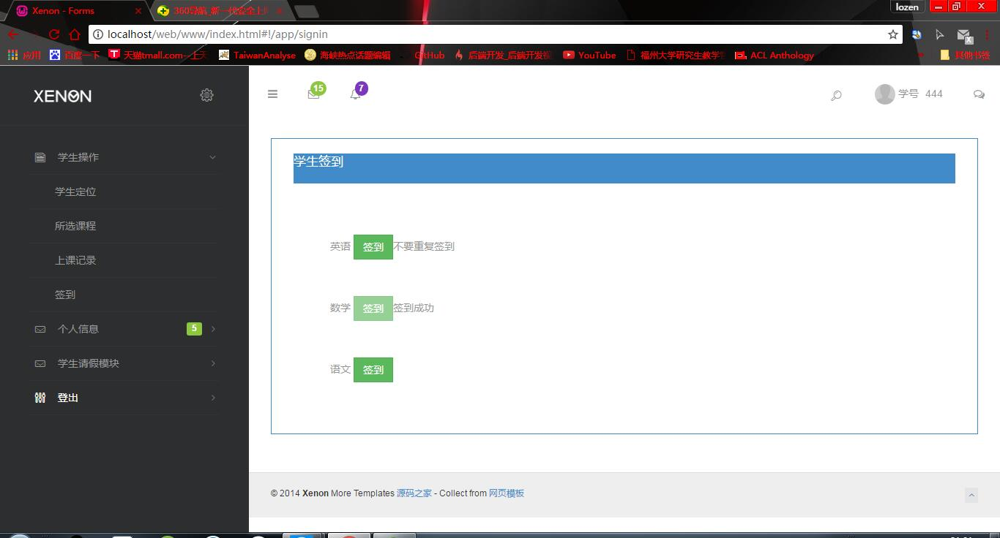 Xenon - Forms
360导航_新一代安全上网
lozen
localhost/web/www/index.html#!/app/signin
应用 百度一下 天猫tmall.com--上天 TaiwanAnalyse 海峡热点话题编辑 GitHub 后端开发_后端开发视 YouTube 福州大学研究生教学管 ACL Anthology 其他书签
XENON
15 7 学号 444
学生操作
学生定位
所选课程
上课记录
签到
个人信息 5
学生请假模块
登出
学生签到
英语 签到 不要重复签到
数学 签到 签到成功
语文 签到
© 2014 Xenon More Templates 源码之家 - Collect from 网页模板